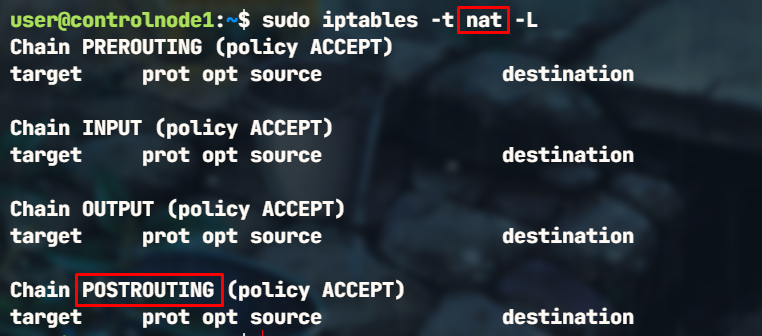 user@controlnode1:~$ sudo iptables -t nat -L
Chain PREROUTING (policy ACCEPT)
target     prot opt source               destination

Chain INPUT (policy ACCEPT)
target     prot opt source               destination

Chain OUTPUT (policy ACCEPT)
target     prot opt source               destination

Chain POSTROUTING (policy ACCEPT)
target     prot opt source               destination